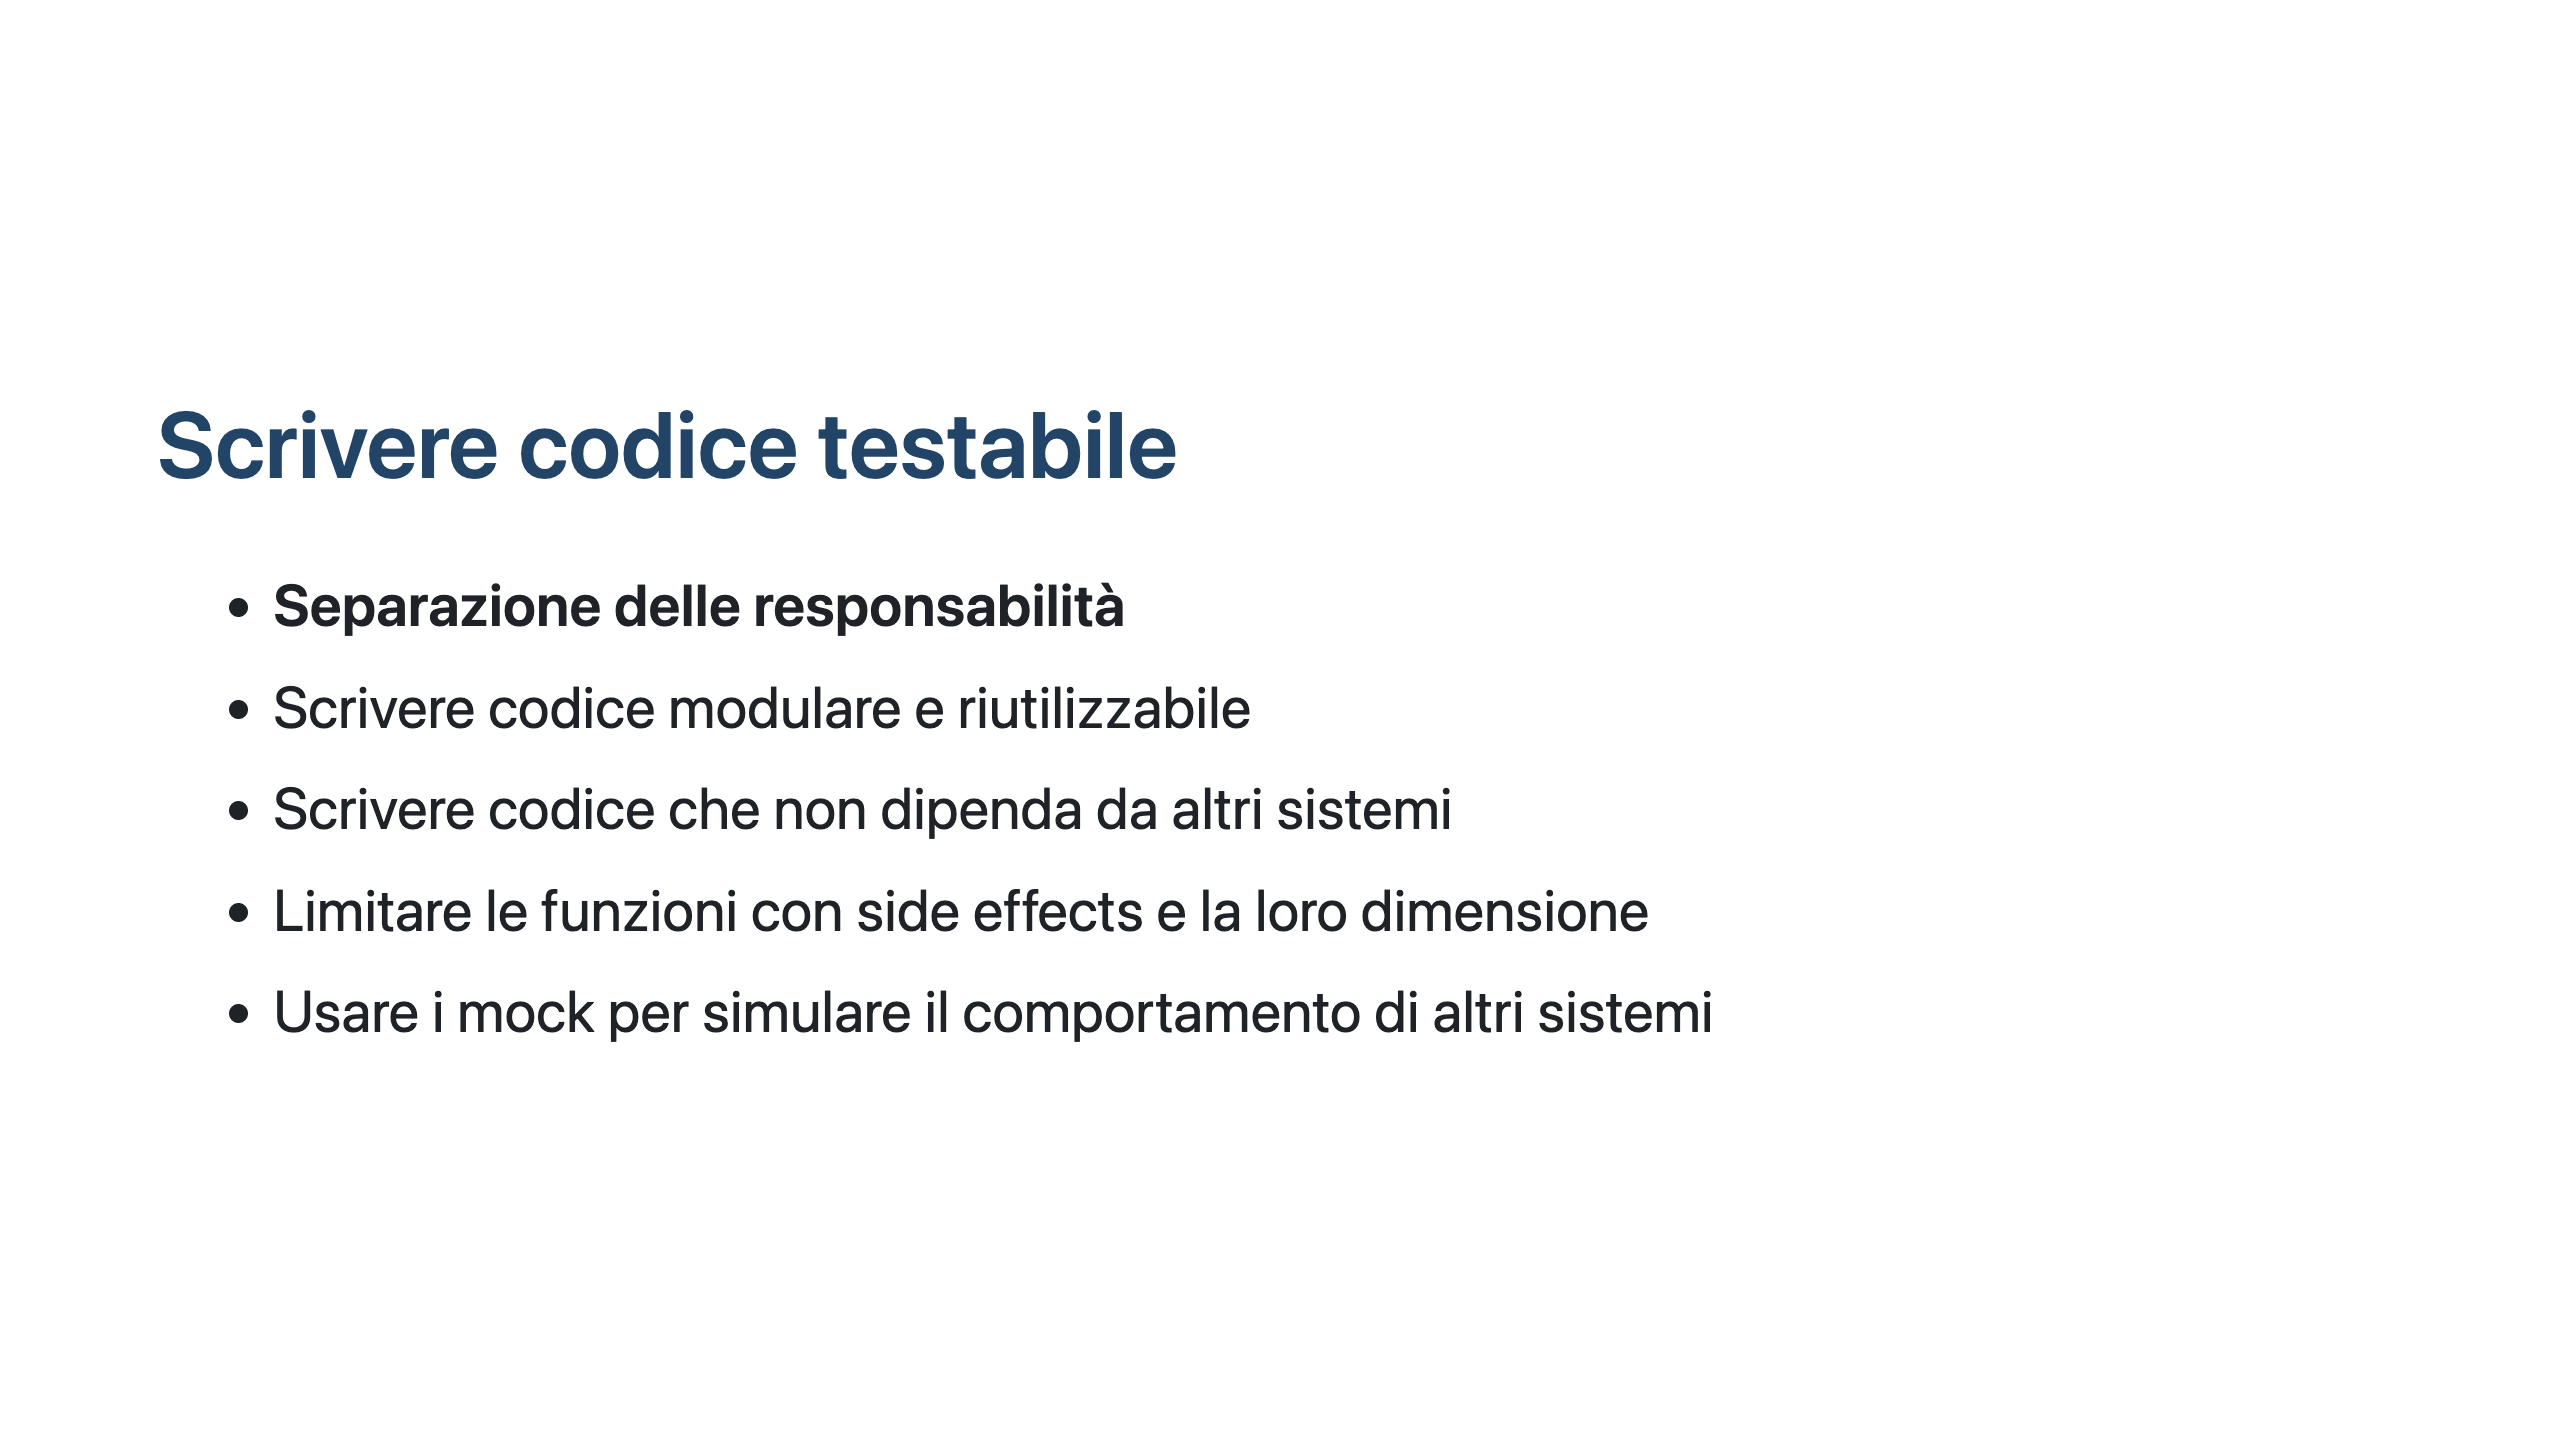 Scrivere codice testabile
• Separazione delle responsabilità
• Scrivere codice modulare e riutilizzabile
• Scrivere codice che non dipenda da altri sistemi
• Limitare le funzioni con side effects e la loro dimensione
• Usare i mock per simulare il comportamento di altri sistemi